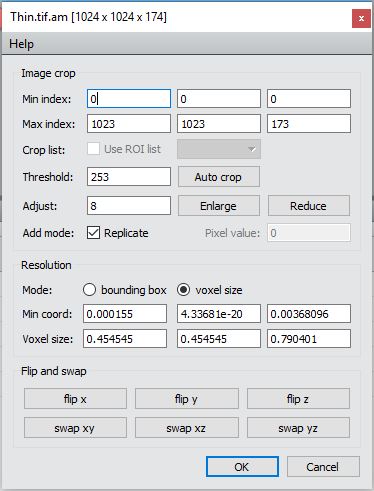 Thin.tif.am [1024 x 1024 x 174] x
Help
Image crop
Min index: 0 0 0
Max index: 1023 1023 173
Crop list: Use ROI list
Threshold: 253 Auto crop
Adjust: 8 Enlarge Reduce
Add mode: Replicate Pixel value: 0
Resolution
Mode: bounding box voxel size
Min coord: 0.000155 4.33681e-20 0.00368096
Voxel size: 0.454545 0.454545 0.790401
Flip and swap
flip x flip y flip z
swap xy swap xz swap yz
OK Cancel